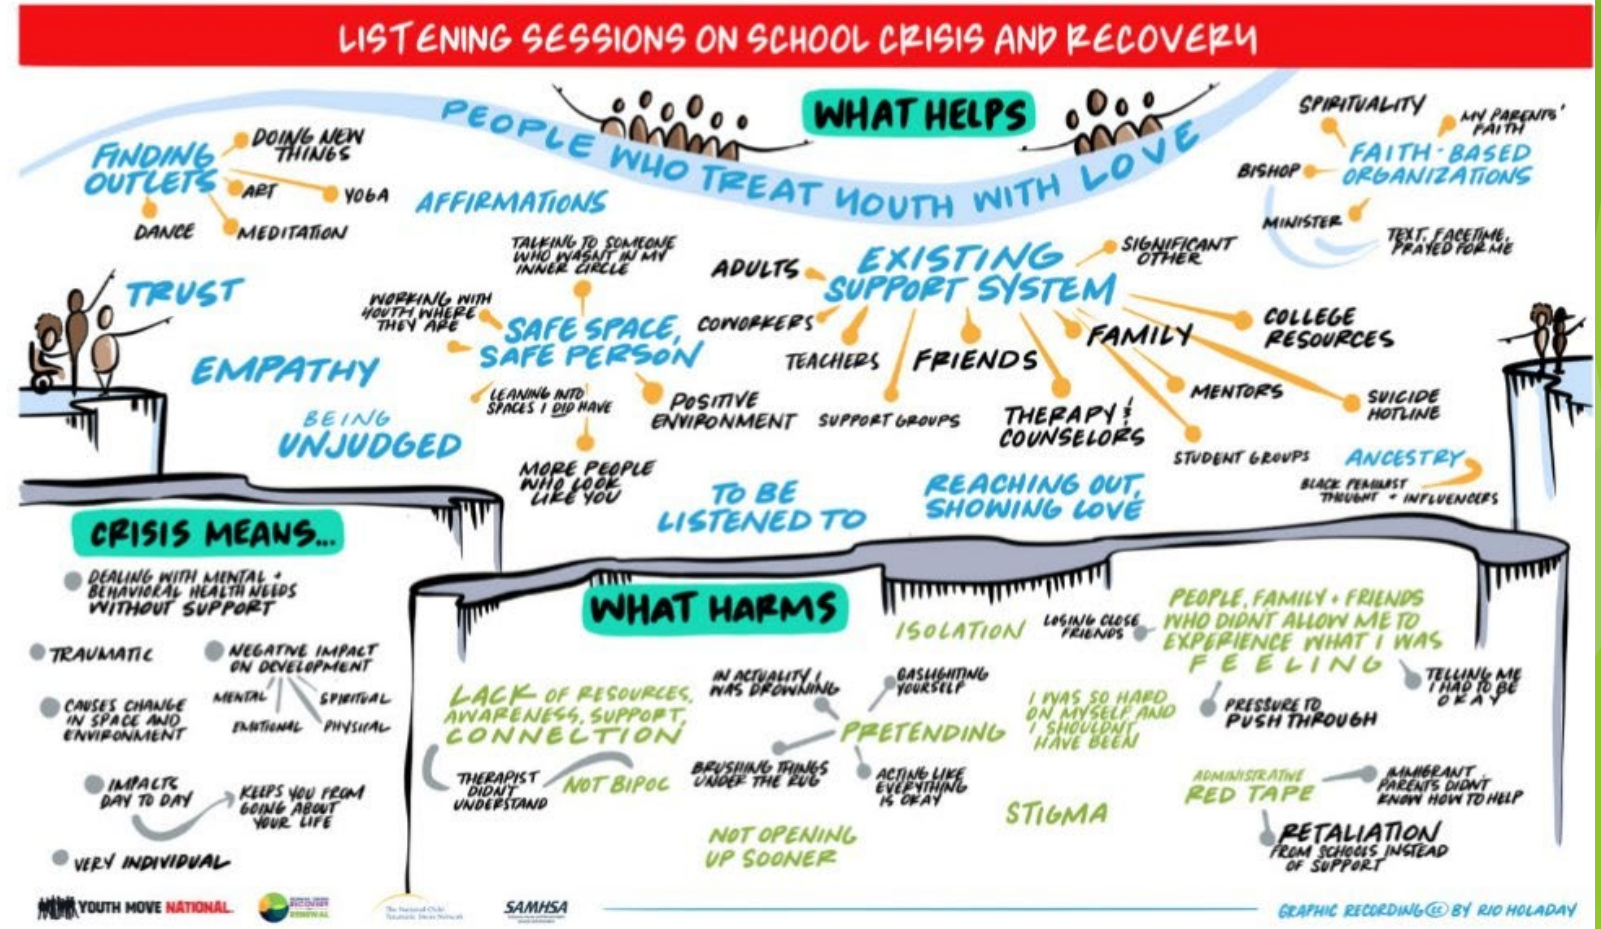 LISTENING SESSIONS ON SCHOOL CRISIS AND RECOVERY
WHAT HELPS
PEOPLE WHO TREAT YOUTH WITH LOVE
FINDING
OUTLETS
DOING NEW
THINGS
ART
YOGA
DANCE
MEDITATION
AFFIRMATIONS
SPIRITUALITY
MY PARENTS'
FAITH
FAITH-BASED
ORGANIZATIONS
BISHOP
MINISTER
TEXT, FACETIME,
PRAYED FOR ME
TRUST
EMPATHY
BEING
UNJUDGED
TALKING TO SOMEONE
WHO WASN'T IN MY
INNER CIRCLE
WORKING WITH
YOUTH WHERE
THEY ARE
SAFE SPACE,
SAFE PERSON
LEANING INTO
SPACES I DID HAVE
POSITIVE
ENVIRONMENT
MORE PEOPLE
WHO LOOK
LIKE YOU
EXISTING
SUPPORT SYSTEM
ADULTS
COWORKERS
TEACHERS
SUPPORT GROUPS
FRIENDS
THERAPY &
COUNSELORS
FAMILY
MENTORS
STUDENT GROUPS
SIGNIFICANT
OTHER
COLLEGE
RESOURCES
SUICIDE
HOTLINE
ANCESTRY
BLACK FEMINIST
THOUGHT + INFLUENCERS
TO BE
LISTENED TO
REACHING OUT,
SHOWING LOVE
CRISIS MEANS...
DEALING WITH MENTAL +
BEHAVIORAL HEALTH NEEDS
WITHOUT SUPPORT
TRAUMATIC
NEGATIVE IMPACT
ON DEVELOPMENT
MENTAL
EMOTIONAL
SPIRITUAL
PHYSICAL
CAUSES CHANGE
IN SPACE AND
ENVIRONMENT
IMPACTS
DAY TO DAY
KEEPS YOU FROM
GOING ABOUT
YOUR LIFE
VERY INDIVIDUAL
WHAT HARMS
LACK OF RESOURCES,
AWARENESS, SUPPORT,
CONNECTION
THERAPIST
DIDN'T
UNDERSTAND
NOT BIPOC
IN ACTUALITY I
WAS DROWNING
GASLIGHTING
YOURSELF
PRETENDING
BRUSHING THINGS
UNDER THE RUG
ACTING LIKE
EVERYTHING
IS OKAY
NOT OPENING
UP SOONER
ISOLATION
LOSING CLOSE
FRIENDS
I WAS SO HARD
ON MYSELF AND
I SHOULDN'T
HAVE BEEN
STIGMA
PEOPLE, FAMILY + FRIENDS
WHO DIDN'T ALLOW ME TO
EXPERIENCE WHAT I WAS
FEELING
PRESSURE TO
PUSH THROUGH
TELLING ME
I HAD TO BE
OKAY
ADMINISTRATIVE
RED TAPE
IMMIGRANT
PARENTS DIDN'T
KNOW HOW TO HELP
RETALIATION
FROM SCHOOLS INSTEAD
OF SUPPORT
YOUTH MOVE NATIONAL
RECOVERY
RENEWAL
The National Child
Traumatic Stress Network
SAMHSA
GRAPHIC RECORDING CC BY RIO HOLADAY